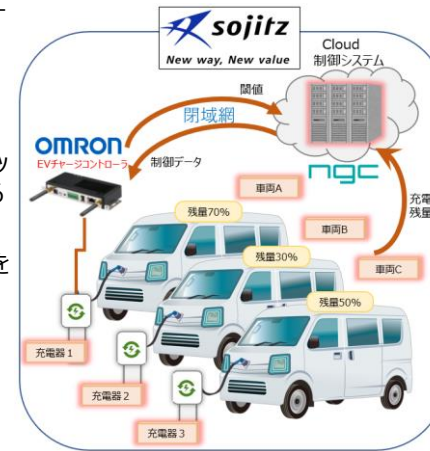 sojitz
New way, New value
Cloud
制御システム
閾値
閉域網
OMRON
EVチャージコントローラ
制御データ
ngc
車両A
車両B
車両C
充電
残量
残量70%
残量30%
残量50%
充電器1
充電器2
充電器3
ッ
を